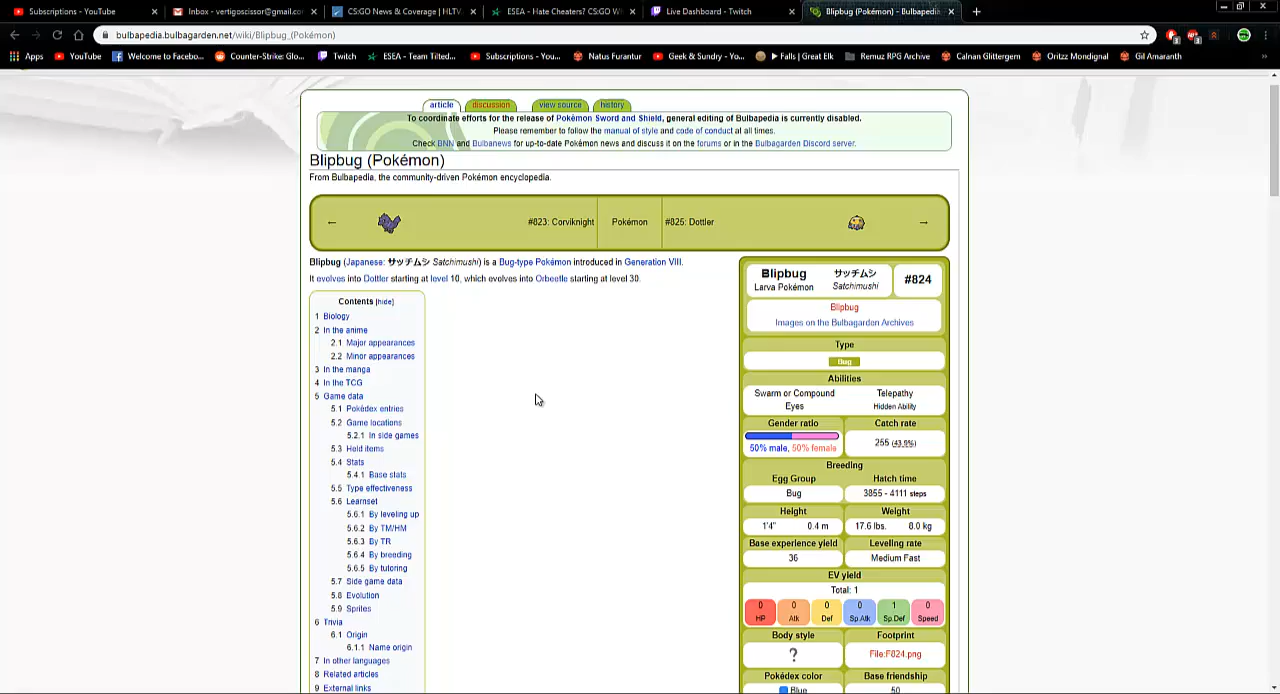 Subscriptions - YouTube
Inbox - vertigoscissor@gmail.co
CS:GO News & Coverage | HLTV
ESEA - Hate Cheaters? CS:GO W
Live Dashboard - Twitch
Blipbug (Pokémon) - Bulbapedia
bulbapedia.bulbagarden.net/wiki/Blipbug_(Pokémon)
Apps YouTube Welcome to Facebo... Counter-Strike: Glo... Twitch ESEA - Team Tilted... Subscriptions - You... Natus Furantur Geek & Sundry - Yo... Falls | Great Elk Remuz RPG Archive Calnan Glittergem Oritzz Mondignal Gil Amaranth
article discussion view source history
To coordinate efforts for the release of Pokémon Sword and Shield, general editing of Bulbapedia is currently disabled.
Please remember to follow the manual of style and code of conduct at all times.
Check BNN and Bulbanews for up-to-date Pokémon news and discuss it on the forums or in the Bulbagarden Discord server.
Blipbug (Pokémon)
From Bulbapedia, the community-driven Pokémon encyclopedia.
← #823: Corviknight Pokémon #825: Dottler →
Blipbug (Japanese: サッチムシ Satchimushi) is a Bug-type Pokémon introduced in Generation VIII.
It evolves into Dottler starting at level 10, which evolves into Orbeetle starting at level 30.
Contents [hide]
1 Biology
2 In the anime
2.1 Major appearances
2.2 Minor appearances
3 In the manga
4 In the TCG
5 Game data
5.1 Pokédex entries
5.2 Game locations
5.2.1 In side games
5.3 Held items
5.4 Stats
5.4.1 Base stats
5.5 Type effectiveness
5.6 Learnset
5.6.1 By leveling up
5.6.2 By TM/HM
5.6.3 By TR
5.6.4 By breeding
5.6.5 By tutoring
5.7 Side game data
5.8 Evolution
5.9 Sprites
6 Trivia
6.1 Origin
6.1.1 Name origin
7 In other languages
8 Related articles
9 External links
Blipbug サッチムシ #824
Larva Pokémon Satchimushi
Blipbug
Images on the Bulbagarden Archives
Type
Bug
Abilities
Swarm or Compound Eyes
Telepathy
Hidden Ability
Gender ratio Catch rate
50% male, 50% female 255 (43.9%)
Breeding
Egg Group Hatch time
Bug 3855 - 4111 steps
Height Weight
1'4" 0.4 m 17.6 lbs. 8.0 kg
Base experience yield Leveling rate
36 Medium Fast
EV yield
Total: 1
0 0 0 0 1 0
HP Atk Def Sp.Atk Sp.Def Speed
Body style Footprint
? File:F824.png
Pokédex color Base friendship
Blue 50